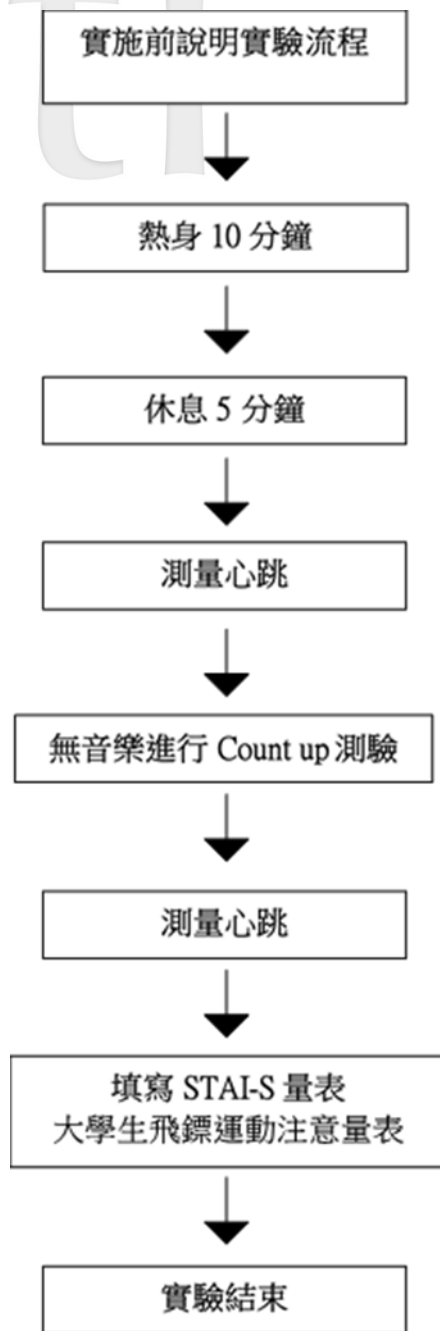 實施前說明實驗流程
熱身 10 分鐘
休息 5 分鐘
測量心跳
無音樂進行 Count up 測驗
測量心跳
填寫 STAI-S 量表
大學生飛鏢運動注意量表
實驗結束